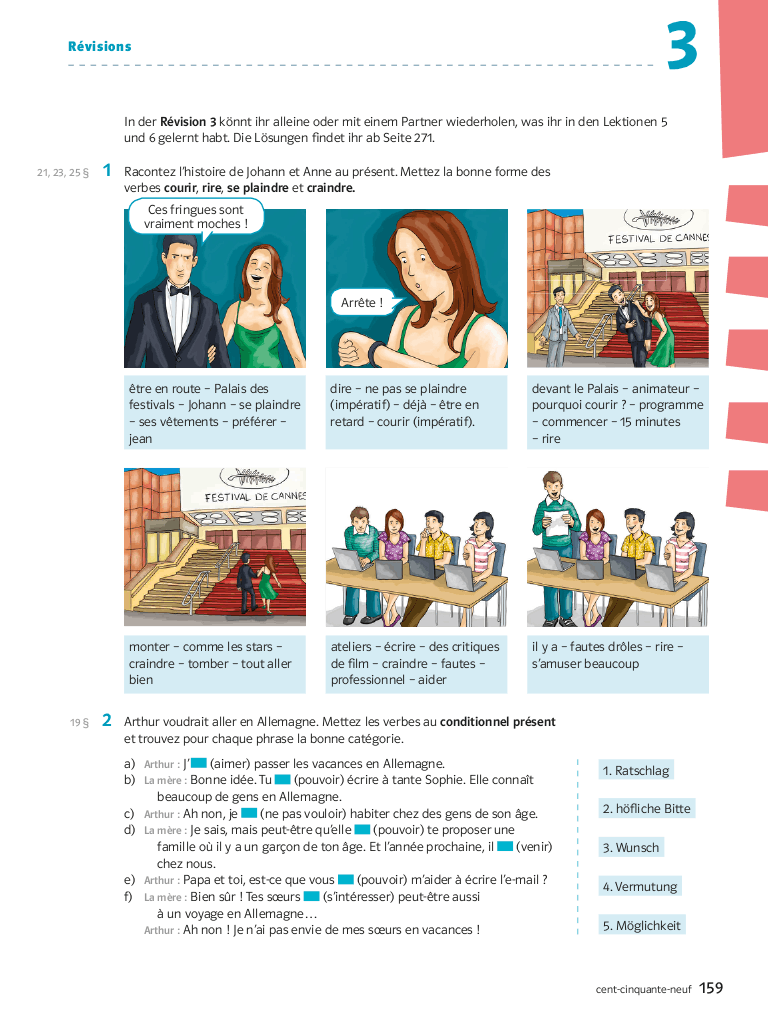 Révisions
3
In der Révision 3 könnt ihr alleine oder mit einem Partner wiederholen, was ihr in den Lektionen 5
und 6 gelernt habt. Die Lösungen findet ihr ab Seite 271.
21, 23, 25 § 1 Racontez l'histoire de Johann et Anne au présent. Mettez la bonne forme des
verbes courir, rire, se plaindre et craindre.
Ces fringues sont
vraiment moches !
Arrête !
FESTIVAL DE CANNES
être en route – Palais des
festivals – Johann – se plaindre
– ses vêtements – préférer –
jean
dire – ne pas se plaindre
(impératif) – déjà – être en
retard – courir (impératif).
devant le Palais – animateur –
pourquoi courir ? – programme
– commencer – 15 minutes
– rire
FESTIVAL DE CANNES
monter – comme les stars –
craindre – tomber – tout aller
bien
ateliers – écrire – des critiques
de film – craindre – fautes –
professionnel – aider
il y a – fautes drôles – rire –
s'amuser beaucoup
19 § 2 Arthur voudrait aller en Allemagne. Mettez les verbes au conditionnel présent
et trouvez pour chaque phrase la bonne catégorie.
a) Arthur : J' (aimer) passer les vacances en Allemagne.
b) La mère : Bonne idée. Tu (pouvoir) écrire à tante Sophie. Elle connaît
beaucoup de gens en Allemagne.
c) Arthur : Ah non, je (ne pas vouloir) habiter chez des gens de son âge.
d) La mère : Je sais, mais peut-être qu'elle (pouvoir) te proposer une
famille où il y a un garçon de ton âge. Et l'année prochaine, il (venir)
chez nous.
e) Arthur : Papa et toi, est-ce que vous (pouvoir) m'aider à écrire l'e-mail ?
f) La mère : Bien sûr ! Tes sœurs (s'intéresser) peut-être aussi
à un voyage en Allemagne…
Arthur : Ah non ! Je n'ai pas envie de mes sœurs en vacances !
1. Ratschlag
2. höfliche Bitte
3. Wunsch
4. Vermutung
5. Möglichkeit
cent-cinquante-neuf 159